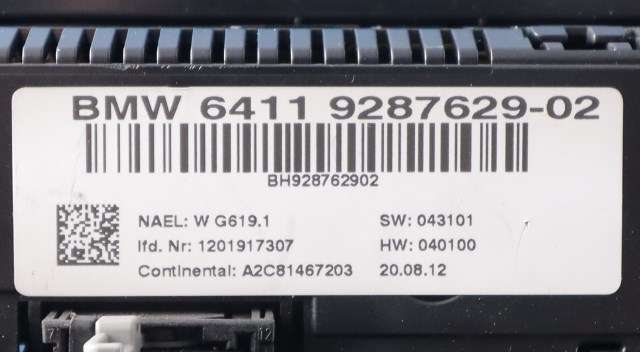 BMW 6411 9287629-02
BH928762902
NAEL: W G619.1 SW: 043101
lfd. Nr: 1201917307 HW: 040100
Continental: A2C81467203 20.08.12
12